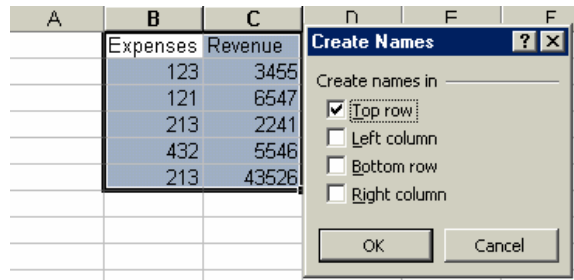 A B C D E F
Expenses Revenue
123 3455
121 6547
213 2241
432 5546
213 43526
Create Names ? ×
Create names in
Top row
Left column
Bottom row
Right column
OK Cancel